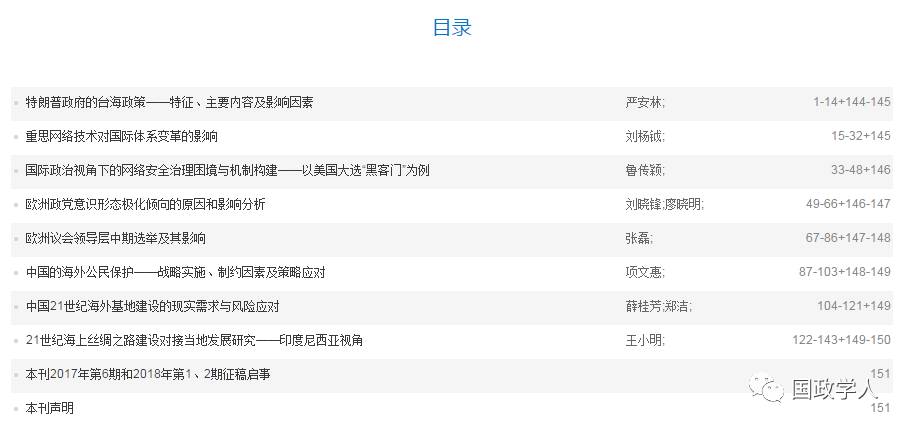 目录
特朗普政府的台海政策——特征、主要内容及影响因素 严安林; 1-14+144-145
重思网络技术对国际体系变革的影响 刘杨钺; 15-32+145
国际政治视角下的网络安全治理困境与机制构建——以美国大选“黑客门”为例 鲁传颖; 33-48+146
欧洲政党意识形态极化倾向的原因和影响分析 刘晓锋;廖晓明; 49-66+146-147
欧洲议会领导层中期选举及其影响 张磊; 67-86+147-148
中国的海外公民保护——战略实施、制约因素及策略应对 项文惠; 87-103+148-149
中国21世纪海外基地建设的现实需求与风险应对 薛桂芳;郑洁; 104-121+149
21世纪海上丝绸之路建设对接当地发展研究——印度尼西亚视角 王小明; 122-143+149-150
本刊2017年第6期和2018年第1、2期征稿启事 151
本刊声明 151
国政学人